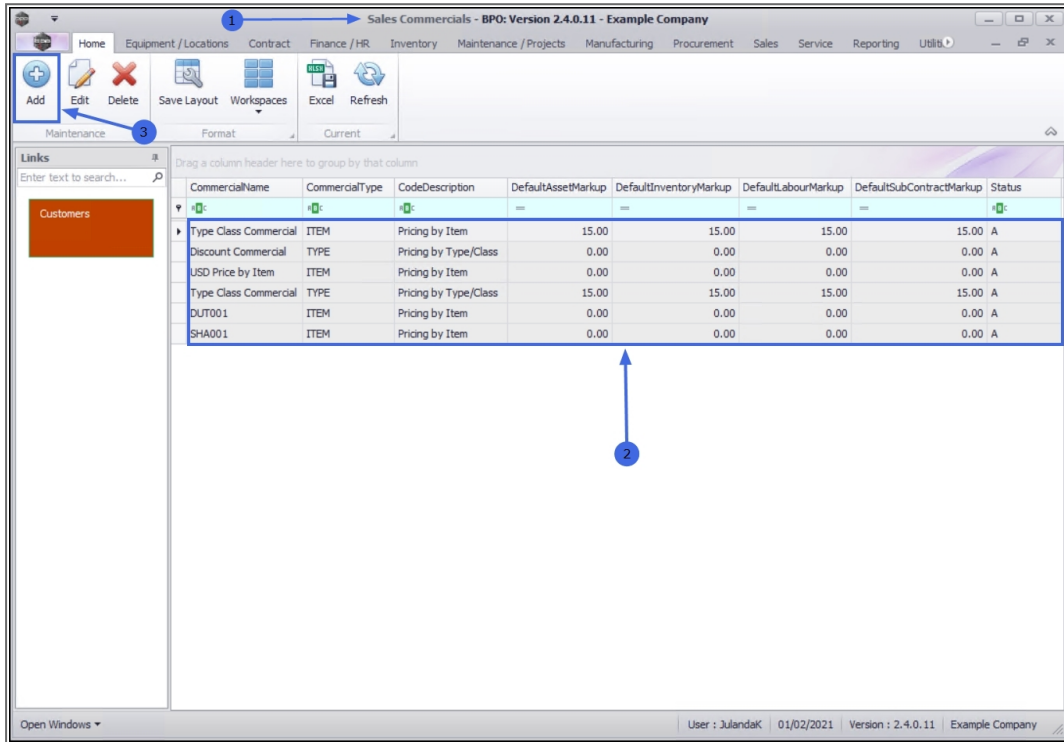 1
Sales Commercials - BPO: Version 2.4.0.11 - Example Company
Home Equipment / Locations Contract Finance / HR Inventory Maintenance / Projects Manufacturing Procurement Sales Service Reporting
Add Edit Delete Save Layout Workspaces Excel Refresh
Maintenance 3 Format Current
Links
Enter text to search...
Customers
Drag a column header here to group by that column
CommercialName CommercialType CodeDescription DefaultAssetMarkup DefaultInventoryMarkup DefaultLabourMarkup DefaultSubContractMarkup Status
Type Class Commercial ITEM Pricing by Item 15.00 15.00 15.00 15.00 A
Discount Commercial TYPE Pricing by Type/Class 0.00 0.00 0.00 0.00 A
USD Price by Item ITEM Pricing by Item 0.00 0.00 0.00 0.00 A
Type Class Commercial TYPE Pricing by Type/Class 15.00 15.00 15.00 15.00 A
DUT001 ITEM Pricing by Item 0.00 0.00 0.00 0.00 A
SHA001 ITEM Pricing by Item 0.00 0.00 0.00 0.00 A
2
Open Windows User : JulandaK 01/02/2021 Version : 2.4.0.11 Example Company